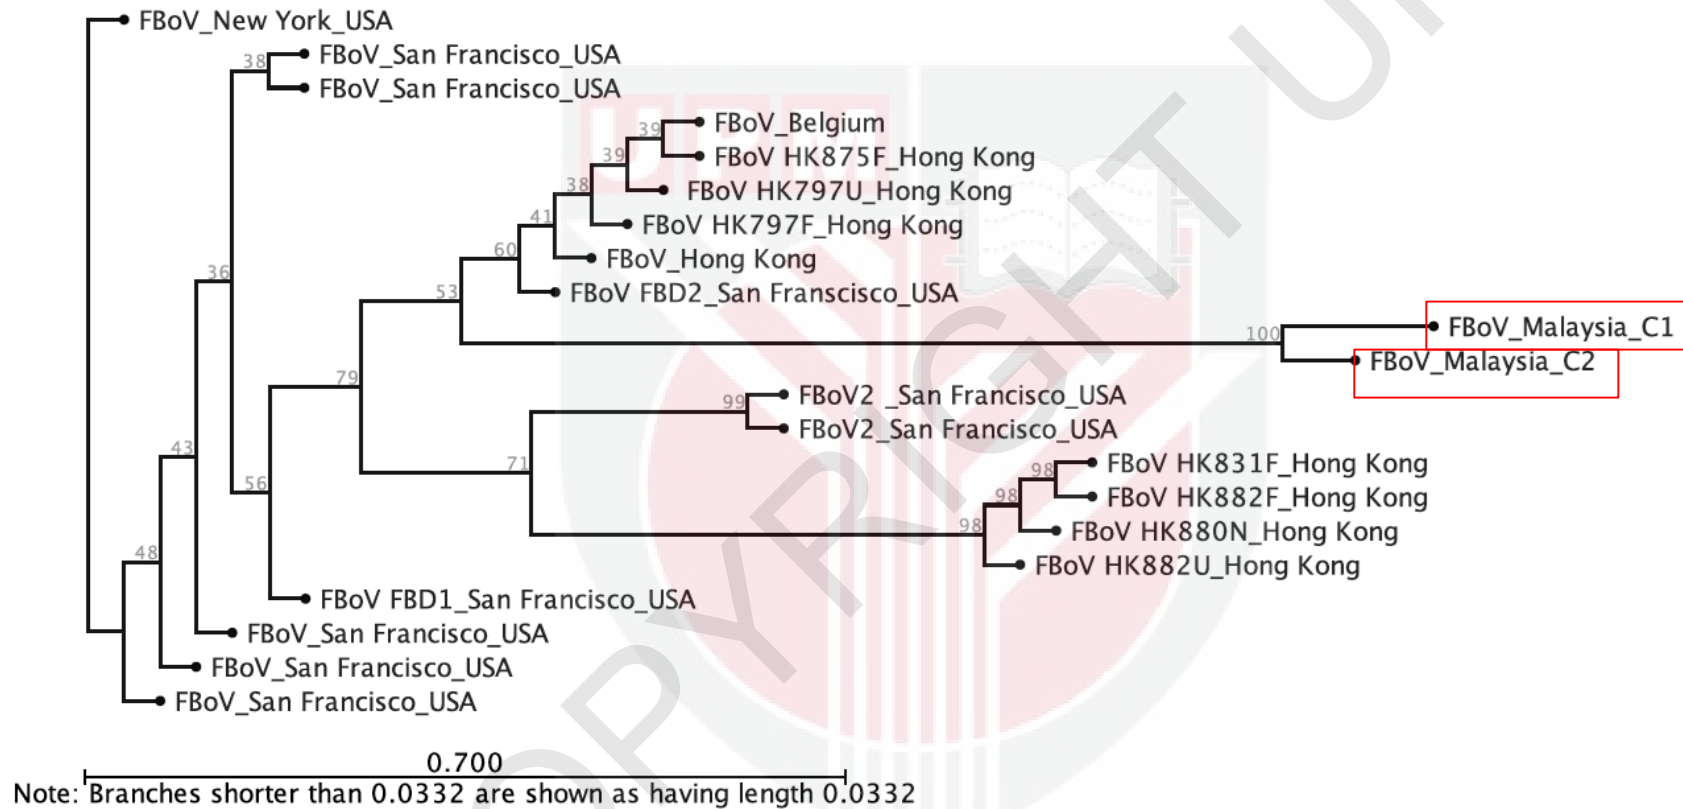 FBoV_New York_USA
38
FBoV_San Francisco_USA
FBoV_San Francisco_USA
UPM
39
FBoV_Belgium
39
FBoV HK875F_Hong Kong
38
FBoV HK797U_Hong Kong
41
FBoV HK797F_Hong Kong
60
FBoV_Hong Kong
36
53
FBoV FBD2_San Franscisco_USA
100
FBoV_Malaysia_C1
FBoV_Malaysia_C2
79
99
FBoV2 _San Francisco_USA
FBoV2_San Francisco_USA
43
71
98
FBoV HK831F_Hong Kong
56
98
FBoV HK882F_Hong Kong
98
FBoV HK880N_Hong Kong
48
FBoV HK882U_Hong Kong
FBoV FBD1_San Francisco_USA
FBoV_San Francisco_USA
FBoV_San Francisco_USA
FBoV_San Francisco_USA
0.700
Note: Branches shorter than 0.0332 are shown as having length 0.0332